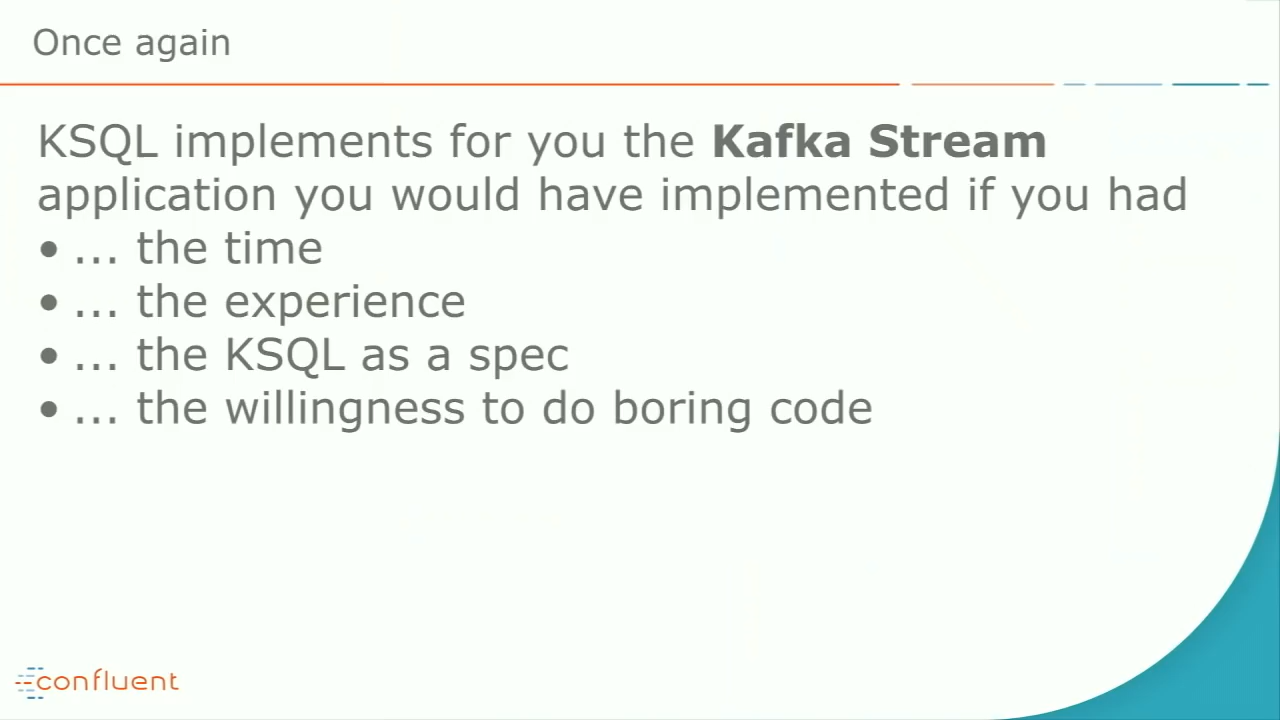 Once again
KSQL implements for you the Kafka Stream
application you would have implemented if you had
• ... the time
• ... the experience
• ... the KSQL as a spec
• ... the willingness to do boring code
confluent